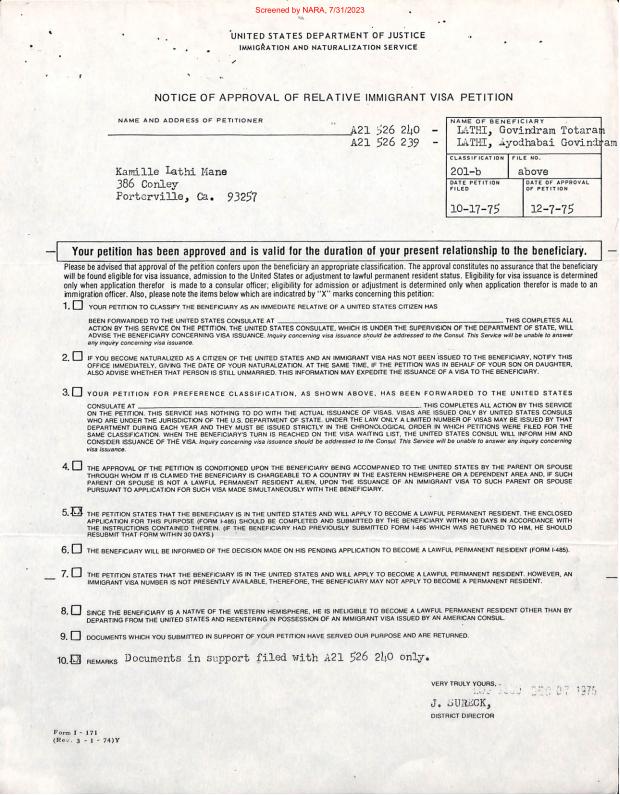 Screened by NARA, 7/31/2023
UNITED STATES DEPARTMENT OF JUSTICE
IMMIGRATION AND NATURALIZATION SERVICE
NOTICE OF APPROVAL OF RELATIVE IMMIGRANT VISA PETITION
NAME AND ADDRESS OF PETITIONER
A21 526 240 -
A21 526 239 -
NAME OF BENEFICIARY
LATHI, Govindram Totaram
LATHI, Ayodhabai Govindram
CLASSIFICATION
FILE NO.
201-b
above
DATE PETITION FILED
DATE OF APPROVAL OF PETITION
10-17-75
12-7-75
Kamille Lathi Mane
386 Conley
Porterville, Ca. 93257
Your petition has been approved and is valid for the duration of your present relationship to the beneficiary.
Please be advised that approval of the petition confers upon the beneficiary an appropriate classification. The approval constitutes no assurance that the beneficiary
will be found eligible for visa issuance, admission to the United States or adjustment to lawful permanent resident status. Eligibility for visa issuance is determined
only when application therefor is made to a consular officer; eligibility for admission or adjustment is determined only when application therefor is made to an
immigration officer. Also, please note the items below which are indicated by "X" marks concerning this petition:
1. YOUR PETITION TO CLASSIFY THE BENEFICIARY AS AN IMMEDIATE RELATIVE OF A UNITED STATES CITIZEN HAS
BEEN FORWARDED TO THE UNITED STATES CONSULATE AT THIS COMPLETES ALL
ACTION BY THIS SERVICE ON THE PETITION. THE UNITED STATES CONSULATE, WHICH IS UNDER THE SUPERVISION OF THE DEPARTMENT OF STATE, WILL
ADVISE THE BENEFICIARY CONCERNING VISA ISSUANCE. Inquiry concerning visa issuance should be addressed to the Consul. This Service will be unable to answer
any inquiry concerning visa issuance.
2. IF YOU BECOME NATURALIZED AS A CITIZEN OF THE UNITED STATES AND AN IMMIGRANT VISA HAS NOT BEEN ISSUED TO THE BENEFICIARY, NOTIFY THIS
OFFICE IMMEDIATELY, GIVING THE DATE OF YOUR NATURALIZATION. AT THE SAME TIME, IF THE PETITION WAS IN BEHALF OF YOUR SON OR DAUGHTER,
ALSO ADVISE WHETHER THAT PERSON IS STILL UNMARRIED. THIS INFORMATION MAY EXPEDITE THE ISSUANCE OF A VISA TO THE BENEFICIARY.
3. YOUR PETITION FOR PREFERENCE CLASSIFICATION, AS SHOWN ABOVE, HAS BEEN FORWARDED TO THE UNITED STATES
CONSULATE AT . THIS COMPLETES ALL ACTION BY THIS SERVICE
ON THE PETITION. THIS SERVICE HAS NOTHING TO DO WITH THE ACTUAL ISSUANCE OF VISAS. VISAS ARE ISSUED ONLY BY UNITED STATES CONSULS
WHO ARE UNDER THE JURISDICTION OF THE U.S. DEPARTMENT OF STATE. UNDER THE LAW ONLY A LIMITED NUMBER OF VISAS MAY BE ISSUED BY THAT
DEPARTMENT DURING EACH YEAR AND THEY MUST BE ISSUED STRICTLY IN THE CHRONOLOGICAL ORDER IN WHICH PETITIONS WERE FILED FOR THE
SAME CLASSIFICATION. WHEN THE BENEFICIARY'S TURN IS REACHED ON THE VISA WAITING LIST, THE UNITED STATES CONSUL WILL INFORM HIM AND
CONSIDER ISSUANCE OF THE VISA. Inquiry concerning visa issuance should be addressed to the Consul. This Service will be unable to answer any inquiry concerning
visa issuance.
4. THE APPROVAL OF THE PETITION IS CONDITIONED UPON THE BENEFICIARY BEING ACCOMPANIED TO THE UNITED STATES BY THE PARENT OR SPOUSE
THROUGH WHOM IT IS CLAIMED THE BENEFICIARY IS CHARGEABLE TO A COUNTRY IN THE EASTERN HEMISPHERE OR A DEPENDENT AREA AND, IF SUCH
PARENT OR SPOUSE IS NOT A LAWFUL PERMANENT RESIDENT ALIEN, UPON THE ISSUANCE OF AN IMMIGRANT VISA TO SUCH PARENT OR SPOUSE
PURSUANT TO APPLICATION FOR SUCH VISA MADE SIMULTANEOUSLY WITH THE BENEFICIARY.
5. X THE PETITION STATES THAT THE BENEFICIARY IS IN THE UNITED STATES AND WILL APPLY TO BECOME A LAWFUL PERMANENT RESIDENT. THE ENCLOSED
APPLICATION FOR THIS PURPOSE (FORM I-485) SHOULD BE COMPLETED AND SUBMITTED BY THE BENEFICIARY WITHIN 30 DAYS IN ACCORDANCE WITH
THE INSTRUCTIONS CONTAINED THEREIN. (IF THE BENEFICIARY HAD PREVIOUSLY SUBMITTED FORM I-485 WHICH WAS RETURNED TO HIM, HE SHOULD
RESUBMIT THAT FORM WITHIN 30 DAYS.)
6. THE BENEFICIARY WILL BE INFORMED OF THE DECISION MADE ON HIS PENDING APPLICATION TO BECOME A LAWFUL PERMANENT RESIDENT (FORM I-485).
7. THE PETITION STATES THAT THE BENEFICIARY IS IN THE UNITED STATES AND WILL APPLY TO BECOME A LAWFUL PERMANENT RESIDENT. HOWEVER, AN
IMMIGRANT VISA NUMBER IS NOT PRESENTLY AVAILABLE, THEREFORE, THE BENEFICIARY MAY NOT APPLY TO BECOME A PERMANENT RESIDENT.
8. SINCE THE BENEFICIARY IS A NATIVE OF THE WESTERN HEMISPHERE, HE IS INELIGIBLE TO BECOME A LAWFUL PERMANENT RESIDENT OTHER THAN BY
DEPARTING FROM THE UNITED STATES AND REENTERING IN POSSESSION OF AN IMMIGRANT VISA ISSUED BY AN AMERICAN CONSUL.
9. DOCUMENTS WHICH YOU SUBMITTED IN SUPPORT OF YOUR PETITION HAVE SERVED OUR PURPOSE AND ARE RETURNED.
10. X REMARKS Documents in support filed with A21 526 240 only.
VERY TRULY YOURS,
DEC 07 1975
J. SURECK,
DISTRICT DIRECTOR
Form I - 171
(Rev. 3 - 1 - 74)Y